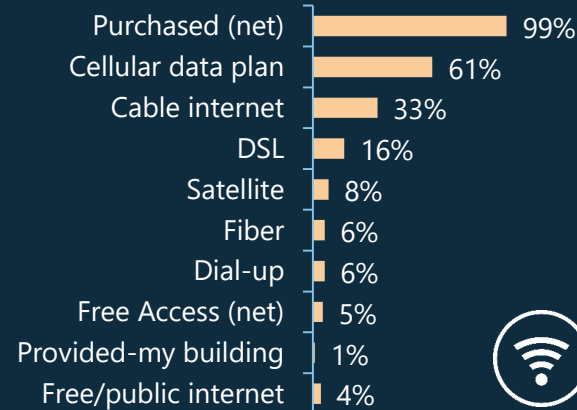 Purchased (net) 99%
Cellular data plan 61%
Cable internet 33%
DSL 16%
Satellite 8%
Fiber 6%
Dial-up 6%
Free Access (net) 5%
Provided-my building 1%
Free/public internet 4%